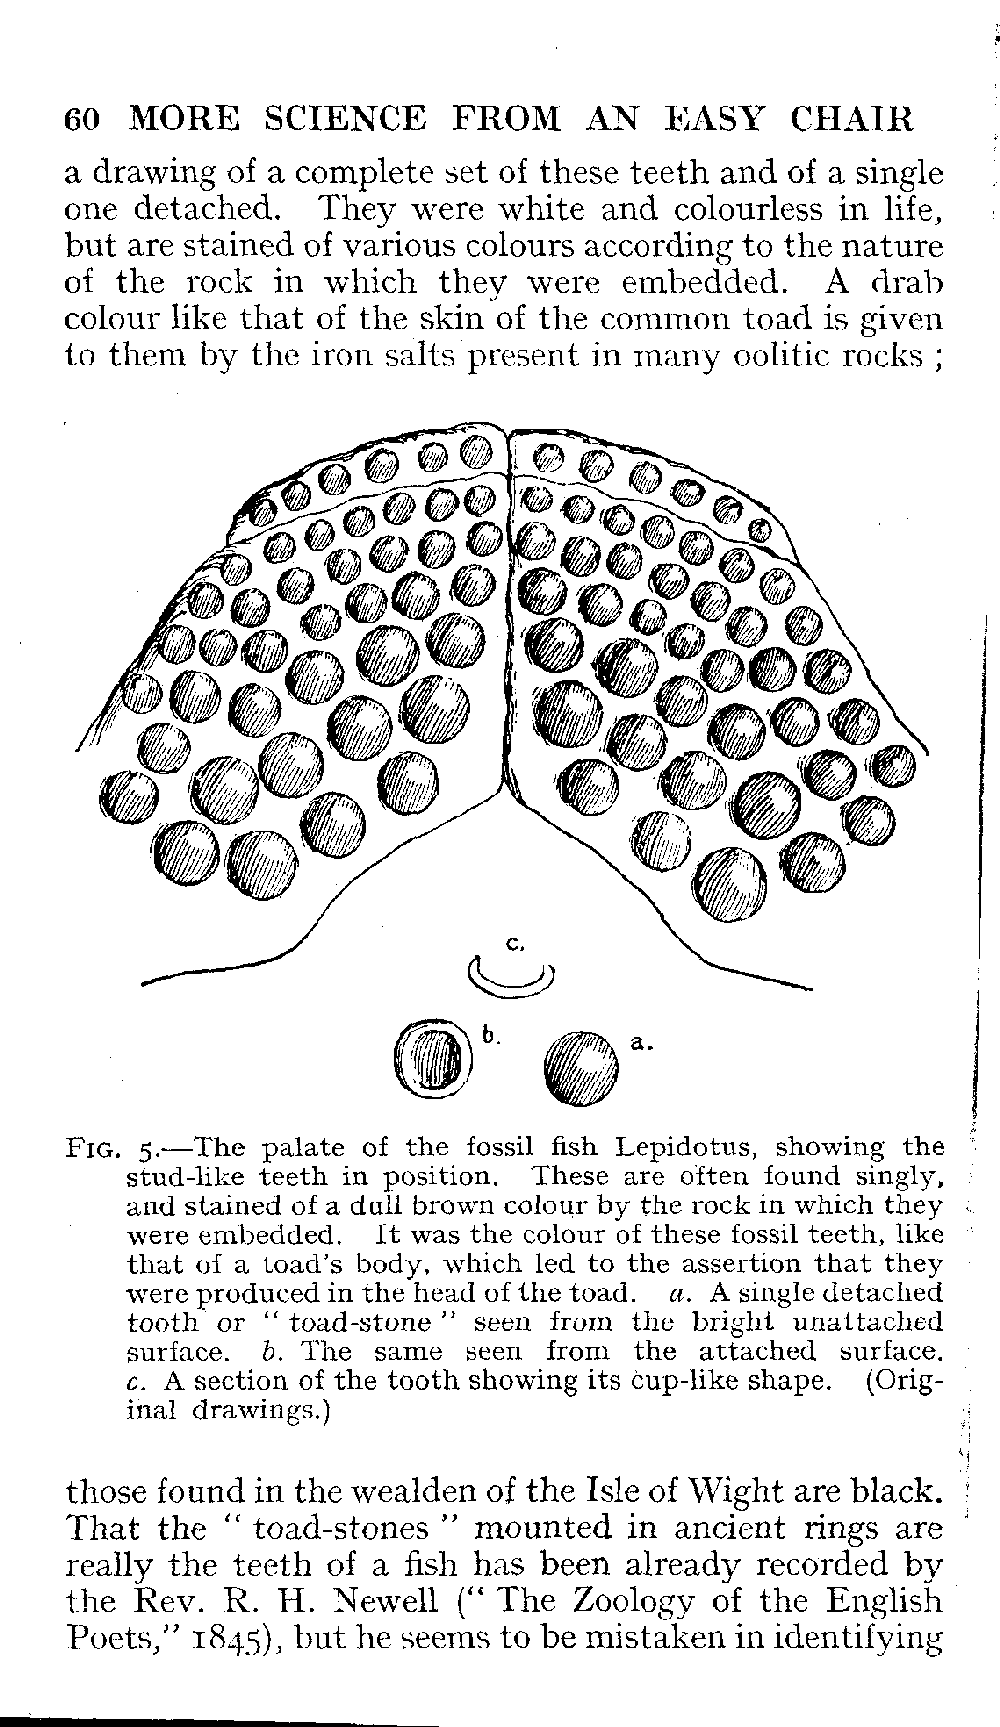 60 MORE SCIENCE FROM AN EASY CHAIR
a drawing of a complete set of these teeth and of a single
one detached. They were white and colourless in life,
but are stained of various colours according to the nature
of the rock in which they were embedded. A drab
colour like that of the skin of the common toad is given
to them by the iron salts present in many oolitic rocks ;
c.
b.
a.
FIG. 5.—The palate of the fossil fish Lepidotus, showing the
stud-like teeth in position. These are often found singly,
and stained of a dull brown colour by the rock in which they
were embedded. It was the colour of these fossil teeth, like
that of a toad's body, which led to the assertion that they
were produced in the head of the toad. a. A single detached
tooth or “ toad-stone ” seen from the bright unattached
surface. b. The same seen from the attached surface.
c. A section of the tooth showing its cup-like shape. (Orig-
inal drawings.)
those found in the wealden of the Isle of Wight are black.
That the “ toad-stones ” mounted in ancient rings are
really the teeth of a fish has been already recorded by
the Rev. R. H. Newell (“ The Zoology of the English
Poets,” 1845), but he seems to be mistaken in identifying